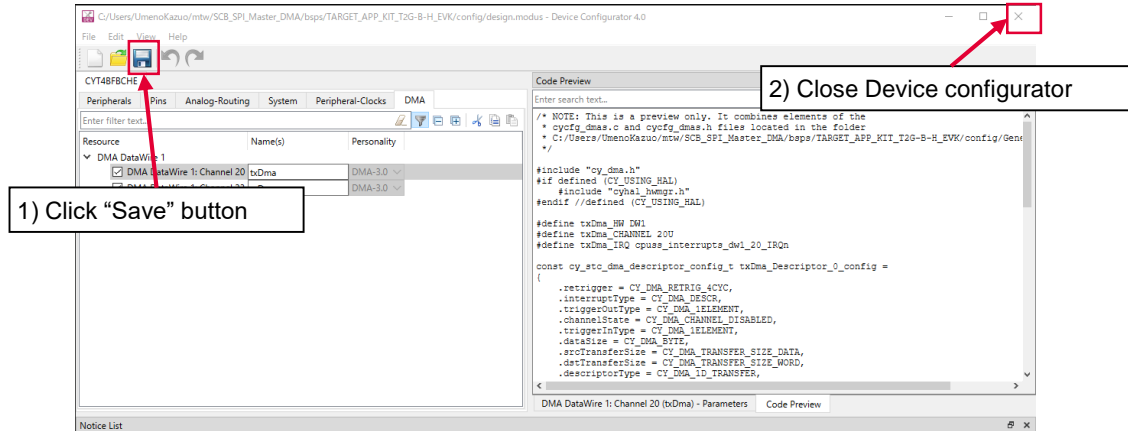 C:/Users/UmenoKazuo/mtw/SCB_SPI_Master_DMA/bsps/TARGET_APP_KIT_T2G-B-H_EVK/config/design.modus - Device Configurator 4.0
File Edit View Help
CYT4BFBCHE
Peripherals Pins Analog-Routing System Peripheral-Clocks DMA
Enter filter text...
Resource Name(s) Personality
DMA DataWire 1
DMA DataWire 1: Channel 20 txDma DMA-3.0
DMA-3.0
1) Click “Save” button
2) Close Device configurator
Code Preview
Enter search text...
/* NOTE: This is a preview only. It combines elements of the
* cycfg_dmas.c and cycfg_dmas.h files located in the folder
* C:/Users/UmenoKazuo/mtw/SCB_SPI_Master_DMA/bsps/TARGET_APP_KIT_T2G-B-H_EVK/config/Gene
*/
#include "cy_dma.h"
#if defined (CY_USING_HAL)
#include "cyhal_hwmgr.h"
#endif //defined (CY_USING_HAL)
#define txDma_HW DW1
#define txDma_CHANNEL 20U
#define txDma_IRQ cpuss_interrupts_dw1_20_IRQn
const cy_stc_dma_descriptor_config_t txDma_Descriptor_0_config =
{
.retrigger = CY_DMA_RETRIG_4CYC,
.interruptType = CY_DMA_DESCR,
.triggerOutType = CY_DMA_1ELEMENT,
.channelState = CY_DMA_CHANNEL_DISABLED,
.triggerInType = CY_DMA_1ELEMENT,
.dataSize = CY_DMA_BYTE,
.srcTransferSize = CY_DMA_TRANSFER_SIZE_DATA,
.dstTransferSize = CY_DMA_TRANSFER_SIZE_WORD,
.descriptorType = CY_DMA_1D_TRANSFER,
DMA DataWire 1: Channel 20 (txDma) - Parameters Code Preview
Notice List